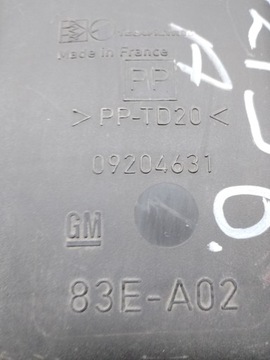 Made in France
PP
>PP-TD20<
09204631
GM
83E-A02